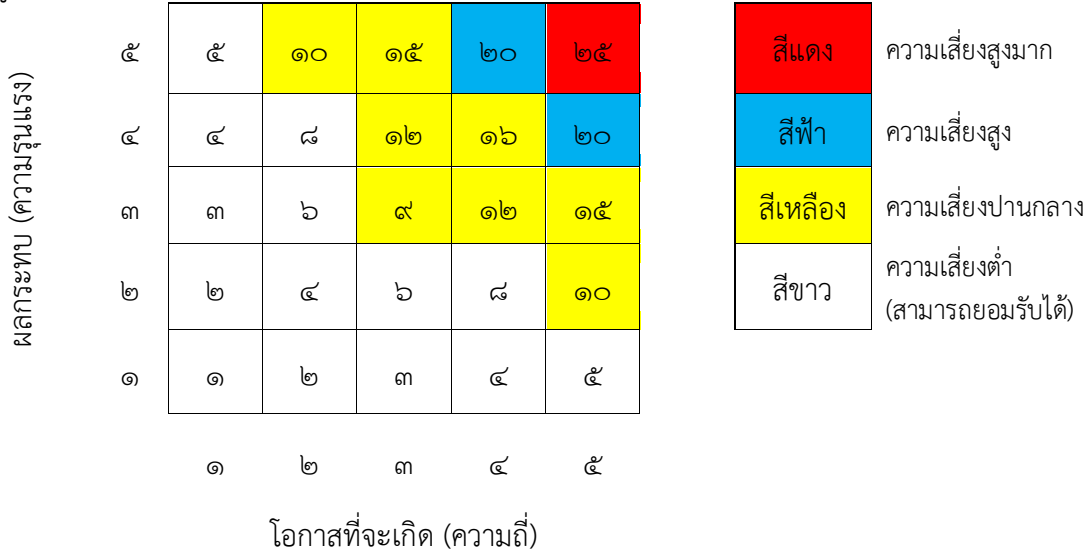 ๕ ๕ ๑๐ ๑๕ ๒๐ ๒๕ สีแดง ความเสี่ยงสูงมาก
๔ ๔ ๘ ๑๒ ๑๖ ๒๐ สีฟ้า ความเสี่ยงสูง
๓ ๓ ๖ ๙ ๑๒ ๑๕ สีเหลือง ความเสี่ยงปานกลาง
๒ ๒ ๔ ๖ ๘ ๑๐ สีขาว ความเสี่ยงต่ำ
(สามารถยอมรับได้)
๑ ๑ ๒ ๓ ๔ ๕
๑ ๒ ๓ ๔ ๕
ผลกระทบ (ความรุนแรง)
โอกาสที่จะเกิด (ความถี่)